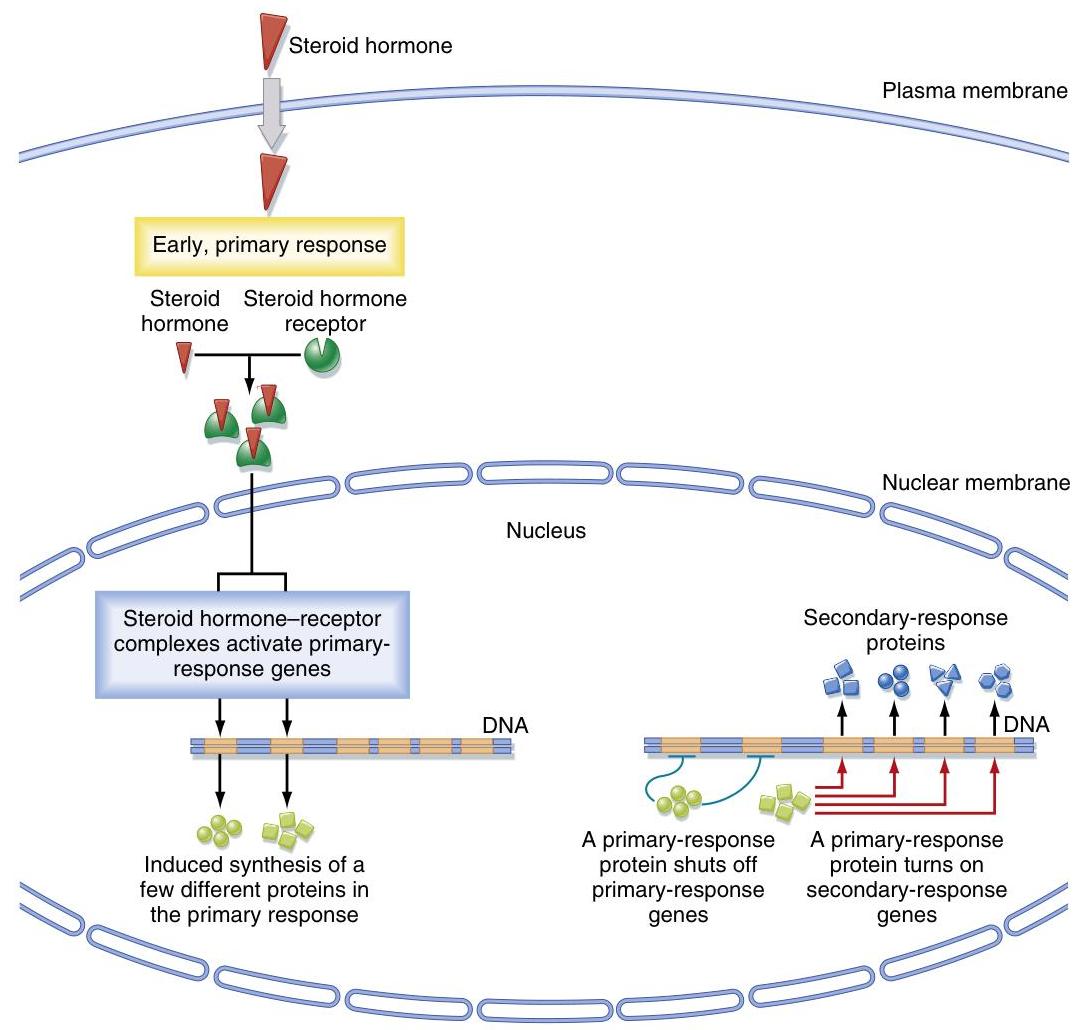 Steroid hormone
Plasma membrane
Early, primary response
Steroid
hormone
Steroid hormone
receptor
Nuclear membrane
Nucleus
Steroid hormone–receptor
complexes activate primary-
response genes
DNA
Induced synthesis of a
few different proteins in
the primary response
Secondary-response
proteins
DNA
A primary-response
protein shuts off
primary-response
genes
A primary-response
protein turns on
secondary-response
genes